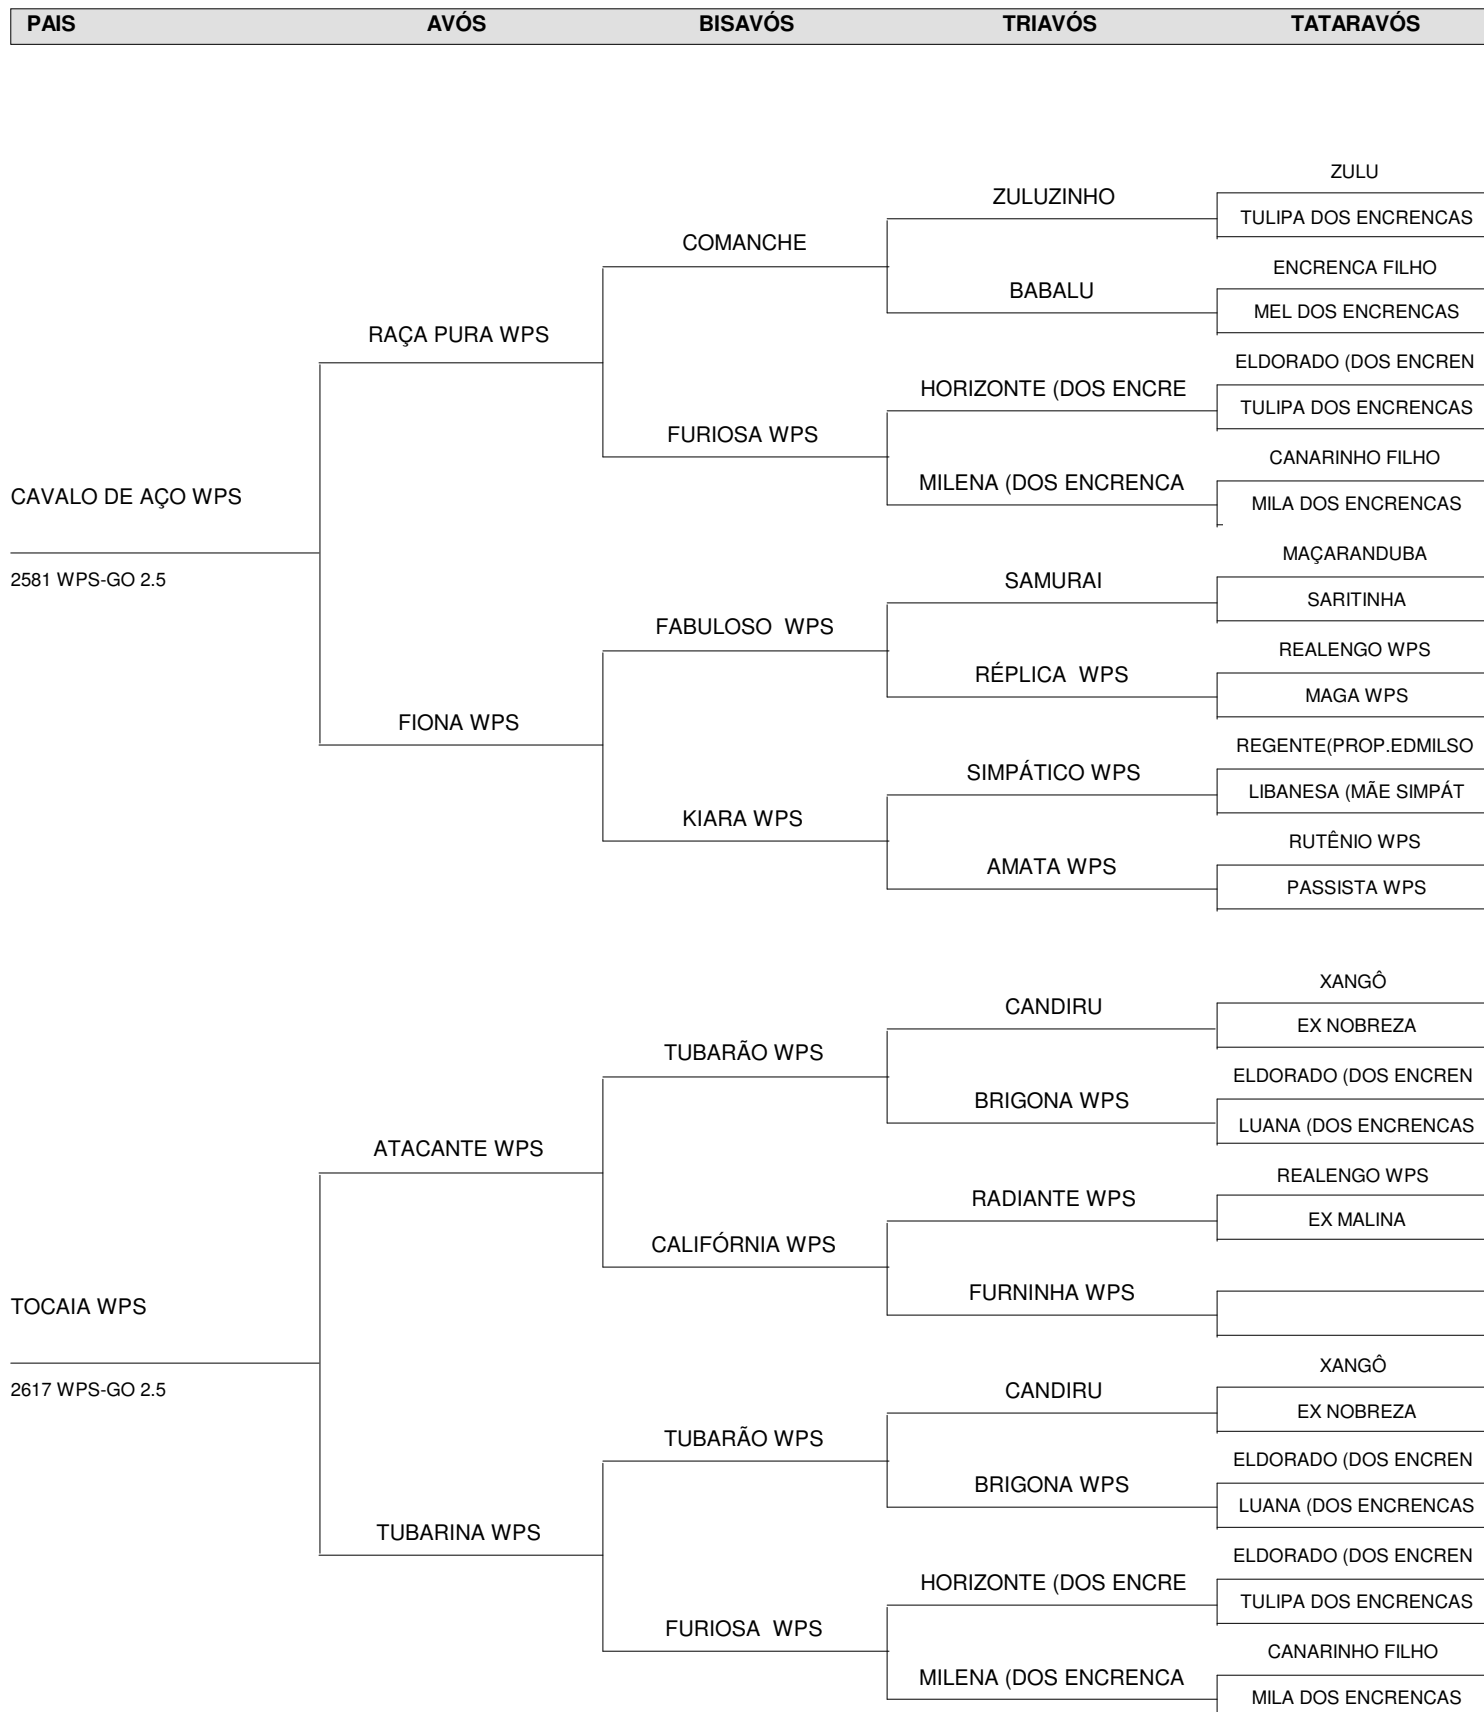 PAIS AVÓS BISAVÓS TRIAVÓS TATARAVÓS
ZULU
ZULUZINHO
TULIPA DOS ENCRENCAS
COMANCHE
ENCRENCA FILHO
BABALU
MEL DOS ENCRENCAS
RAÇA PURA WPS
ELDORADO (DOS ENCREN
HORIZONTE (DOS ENCRE
TULIPA DOS ENCRENCAS
FURIOSA WPS
CANARINHO FILHO
MILENA (DOS ENCRENCA
CAVALO DE AÇO WPS
MILA DOS ENCRENCAS
MAÇARANDUBA
2581 WPS-GO 2.5
SAMURAI
SARITINHA
FABULOSO WPS
REALENGO WPS
RÉPLICA WPS
MAGA WPS
FIONA WPS
REGENTE(PROP.EDMILSO
SIMPÁTICO WPS
LIBANESA (MÃE SIMPÁT
KIARA WPS
RUTÊNIO WPS
AMATA WPS
PASSISTA WPS
XANGÔ
CANDIRU
EX NOBREZA
TUBARÃO WPS
ELDORADO (DOS ENCREN
BRIGONA WPS
LUANA (DOS ENCRENCAS
ATACANTE WPS
REALENGO WPS
RADIANTE WPS
EX MALINA
CALIFÓRNIA WPS
FURNINHA WPS
TOCAIA WPS
XANGÔ
2617 WPS-GO 2.5
CANDIRU
EX NOBREZA
TUBARÃO WPS
ELDORADO (DOS ENCREN
BRIGONA WPS
LUANA (DOS ENCRENCAS
TUBARINA WPS
ELDORADO (DOS ENCREN
HORIZONTE (DOS ENCRE
TULIPA DOS ENCRENCAS
FURIOSA WPS
CANARINHO FILHO
MILENA (DOS ENCRENCA
MILA DOS ENCRENCAS